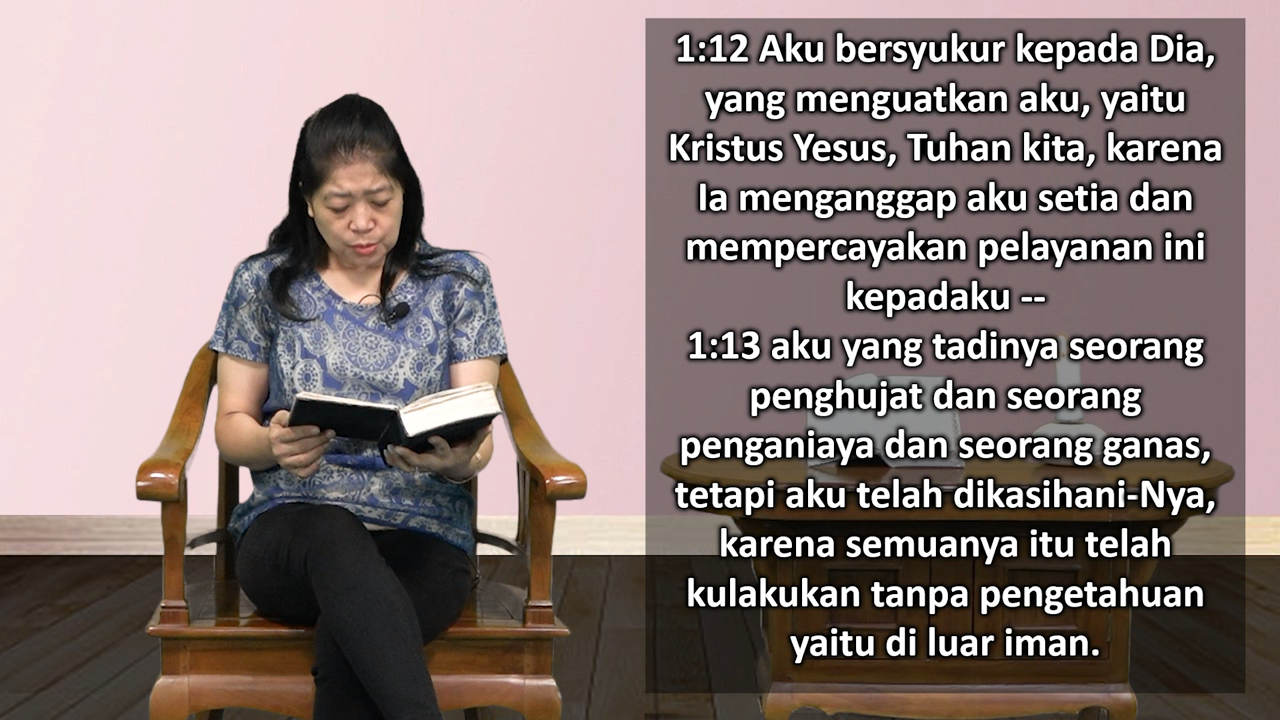 1:12 Aku bersyukur kepada Dia,
yang menguatkan aku, yaitu
Kristus Yesus, Tuhan kita, karena
Ia menganggap aku setia dan
mempercayakan pelayanan ini
kepadaku --
1:13 aku yang tadinya seorang
penghujat dan seorang
penganiaya dan seorang ganas,
tetapi aku telah dikasihani-Nya,
karena semuanya itu telah
kulakukan tanpa pengetahuan
yaitu di luar iman.